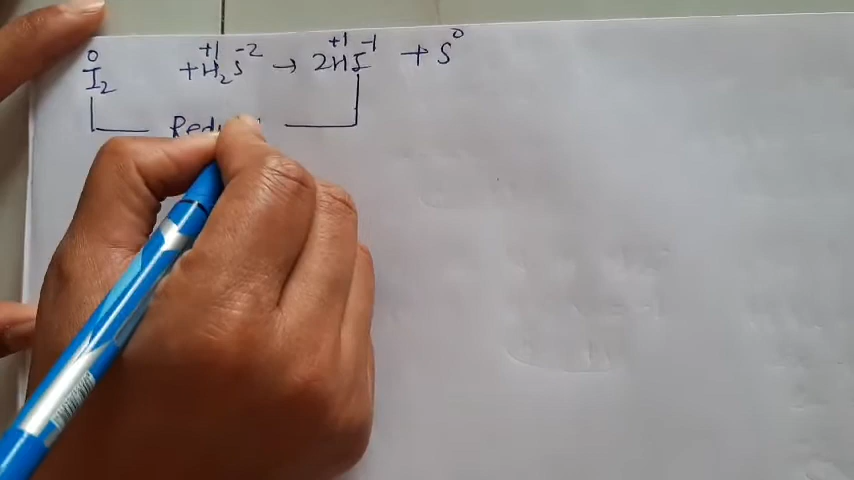 0 +1 -2 +1 -1 0
I2 + H2S → 2HI + S